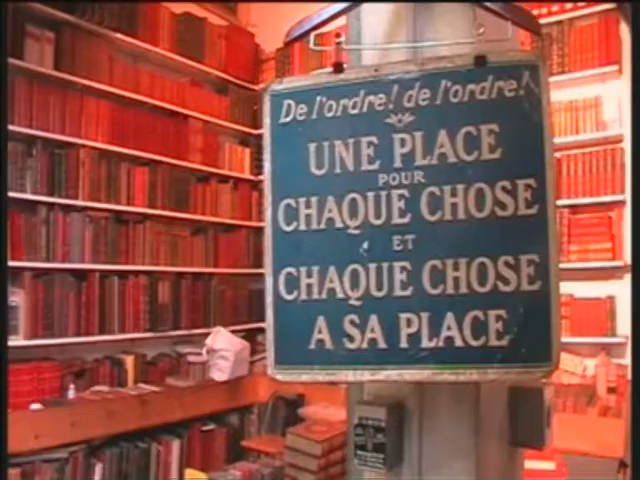 De l'ordre! de l'ordre!
UNE PLACE
POUR
CHAQUE CHOSE
ET
CHAQUE CHOSE
A SA PLACE